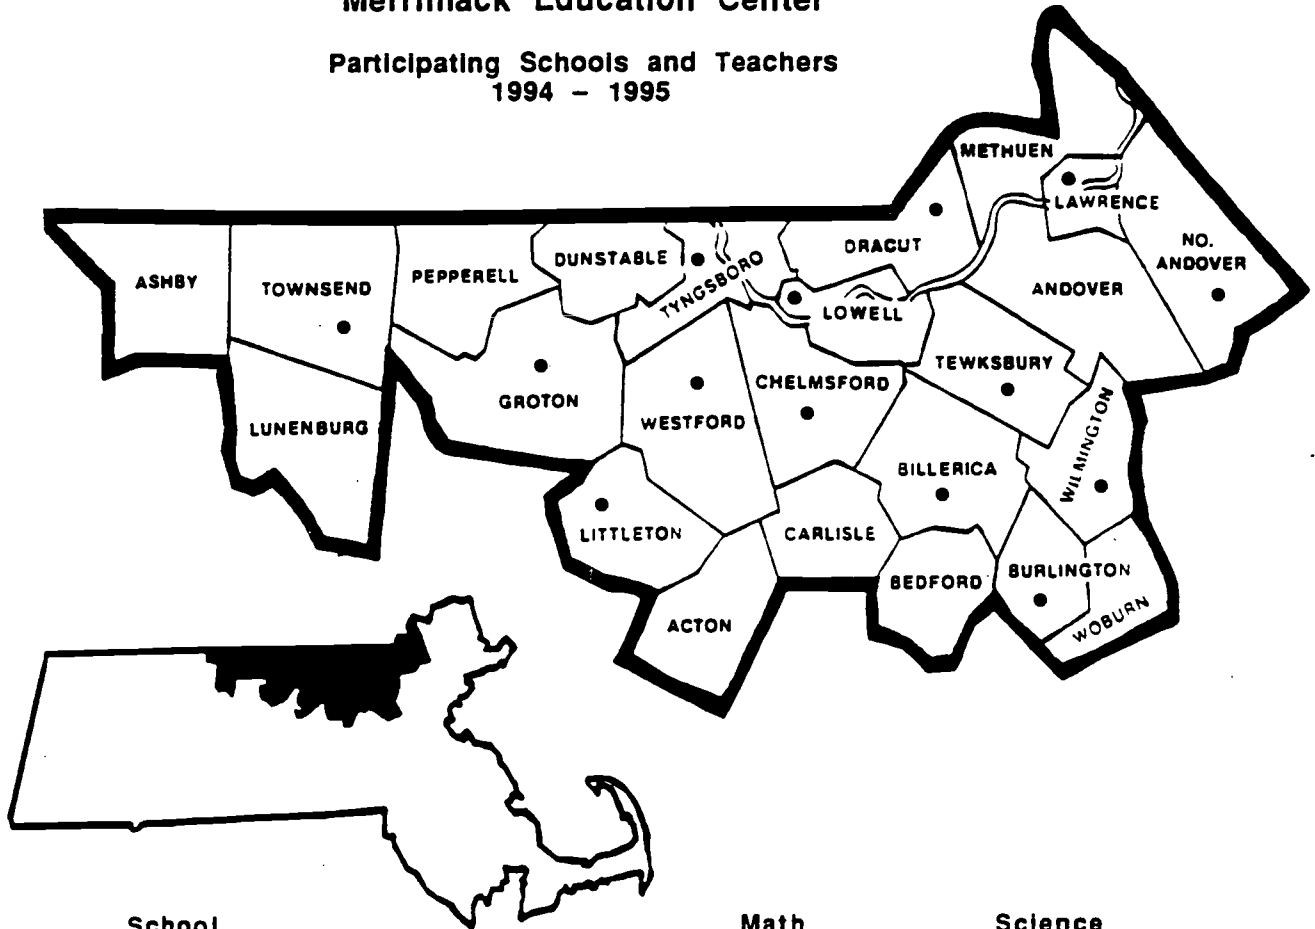 Merrimack Education Center
Participating Schools and Teachers
1994 – 1995
METHUEN
LAWRENCE
NO.
ANDOVER
DRACUT
DUNSTABLE
TYNGSBORO
PEPPERELL
ASHBY
TOWNSEND
ANDOVER
LOWELL
TEWKSBURY
CHELMSFORD
GROTON
WESTFORD
LUNENBURG
WILMINGTON
BILLERICA
LITTLETON
CARLISLE
BEDFORD
BURLINGTON
WOBURN
ACTON
School Math Science